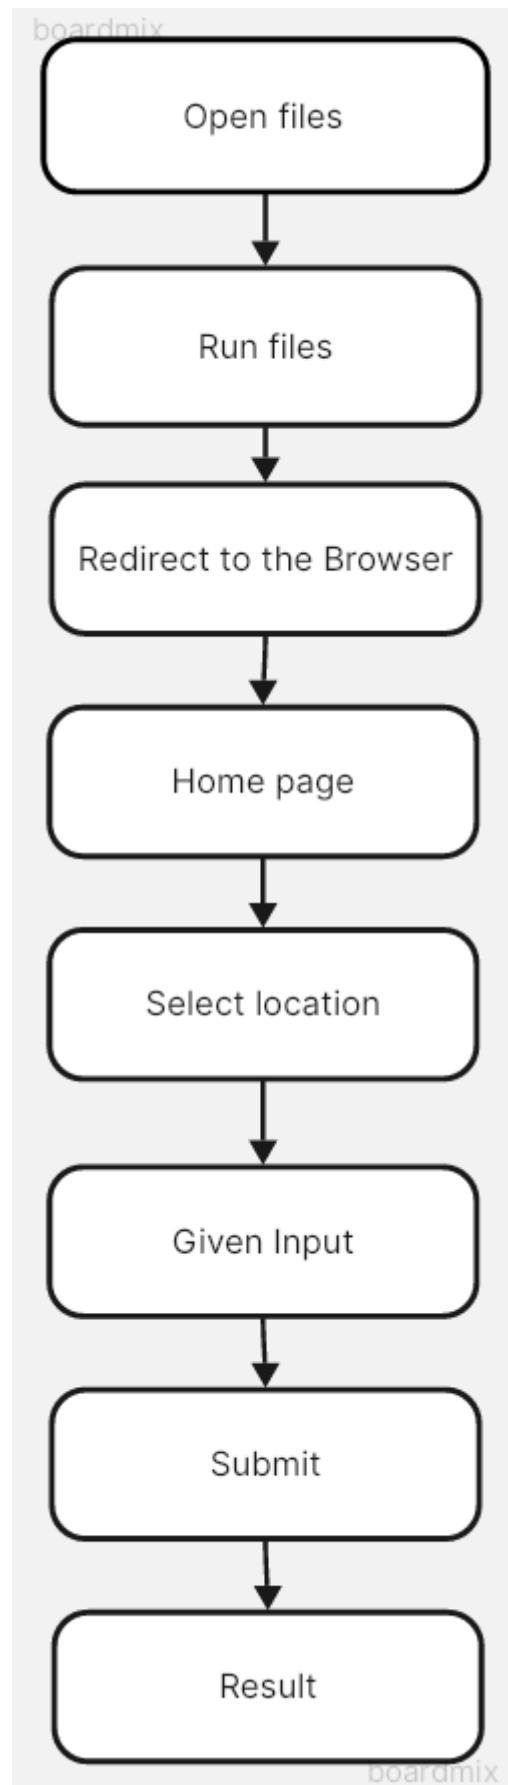 boardmix
Open files
Run files
Redirect to the Browser
Home page
Select location
Given Input
Submit
Result
boardmix